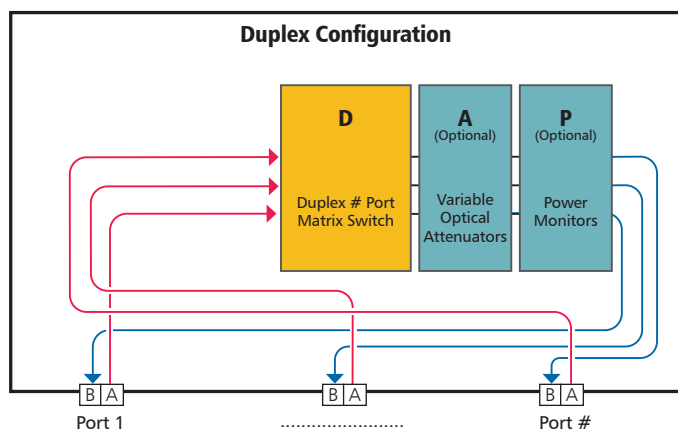 Duplex Configuration
D
Duplex # Port
Matrix Switch
A
(Optional)
Variable
Optical
Attenuators
P
(Optional)
Power
Monitors
B A
B A
B A
Port 1
........................
Port #